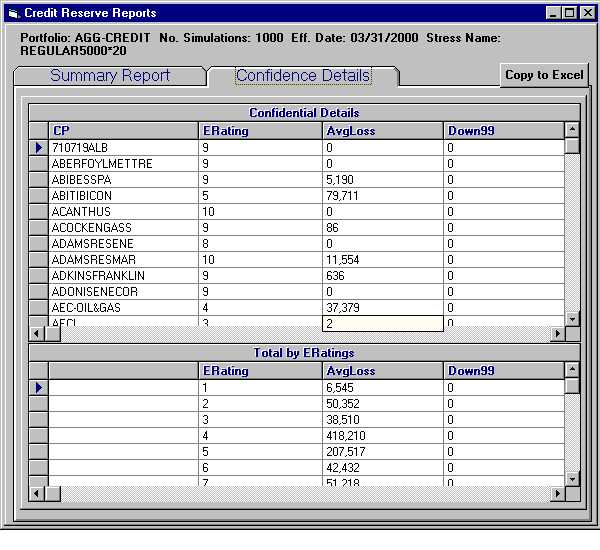 Credit Reserve Reports
Portfolio: AGG-CREDIT No. Simulations: 1000 Eff. Date: 03/31/2000 Stress Name:
REGULAR5000*20
Summary Report Confidence Details Copy to Excel
Confidential Details
CP ERating AvgLoss Down99
710719ALB 9 0 0
ABERFOYLMETTRE 9 0 0
ABIBESSPA 9 5,190 0
ABITIBICON 5 79,711 0
ACANTHUS 10 0 0
ACOCKENGASS 9 86 0
ADAMSRESENE 8 0 0
ADAMSRESMAR 10 11,554 0
ADKINSFRANKLIN 9 636 0
ADONISENECOR 9 0 0
AEC-OIL&GAS 4 37,379 0
AECI 3 2 0
Total by ERatings
ERating AvgLoss Down99
1 6,545 0
2 50,352 0
3 38,510 0
4 418,210 0
5 207,517 0
6 42,432 0
7 51,218 0